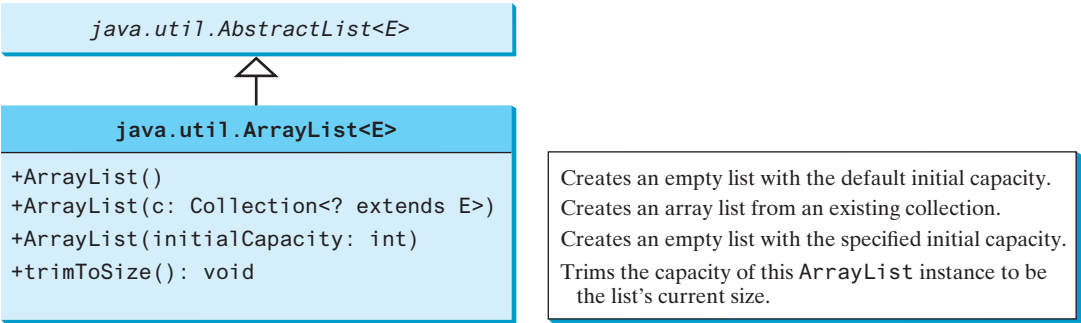 java.util.AbstractList<E>
java.util.ArrayList<E>
+ArrayList()
+ArrayList(c: Collection<? extends E>)
+ArrayList(initialCapacity: int)
+trimToSize(): void
Creates an empty list with the default initial capacity.
Creates an array list from an existing collection.
Creates an empty list with the specified initial capacity.
Trims the capacity of this ArrayList instance to be
the list's current size.